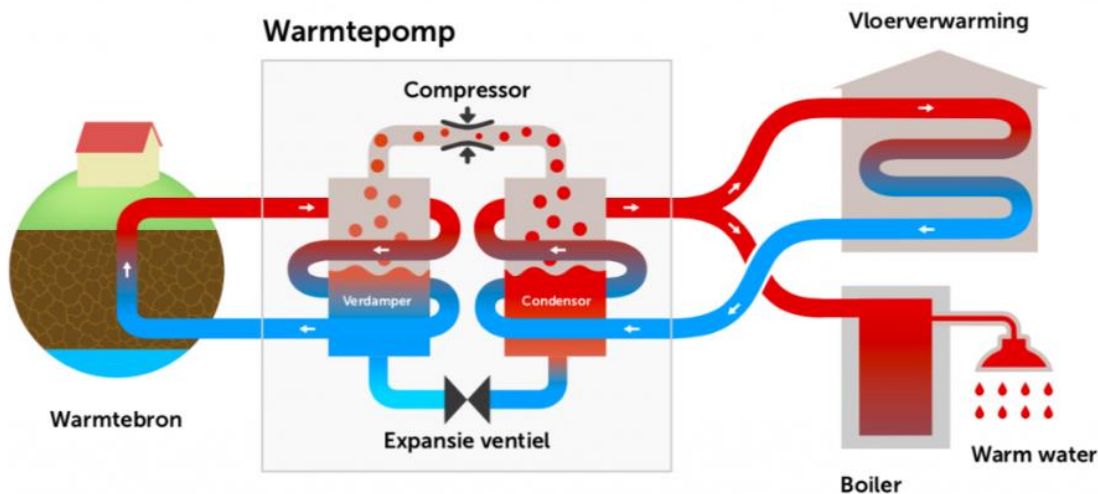 Warmtepomp
Vloerverwarming
Compressor
Verdamper
Condensor
Warmtebron
Expansie ventiel
Warm water
Boiler